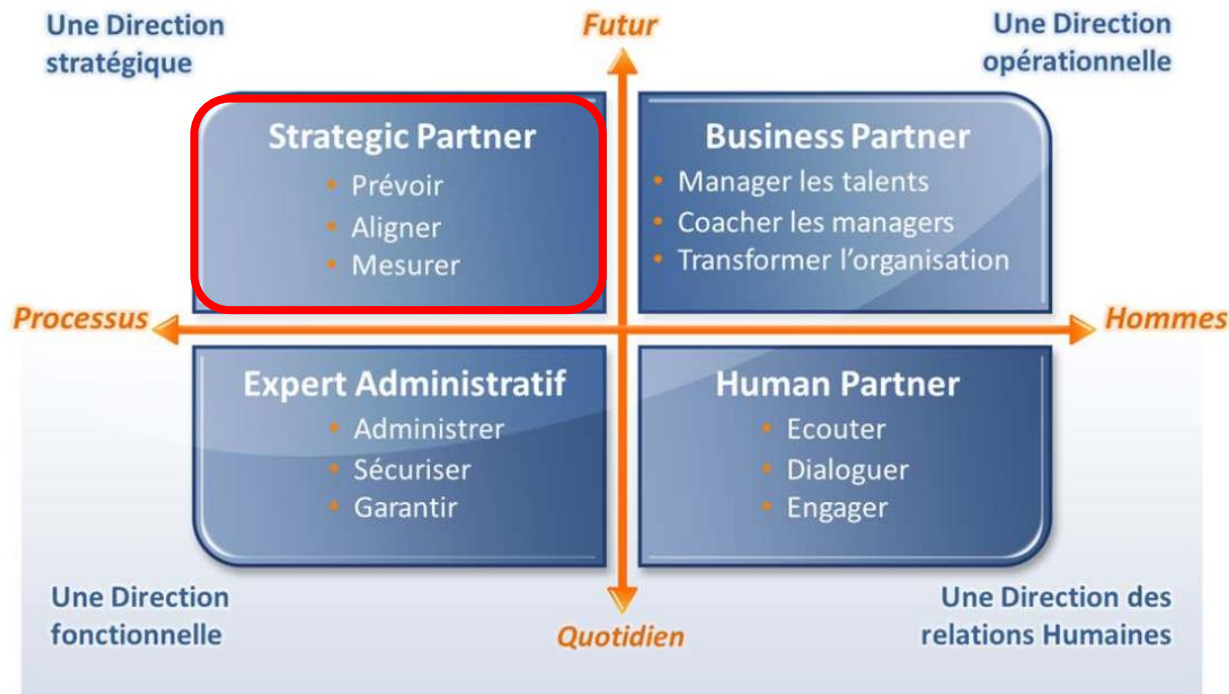 Une Direction
stratégique
Futur
Une Direction
opérationnelle
Strategic Partner
• Prévoir
• Aligner
• Mesurer
Business Partner
• Manager les talents
• Coacher les managers
• Transformer l'organisation
Processus
Hommes
Expert Administratif
• Administrer
• Sécuriser
• Garantir
Human Partner
• Ecouter
• Dialoguer
• Engager
Une Direction
fonctionnelle
Quotidien
Une Direction des
relations Humaines